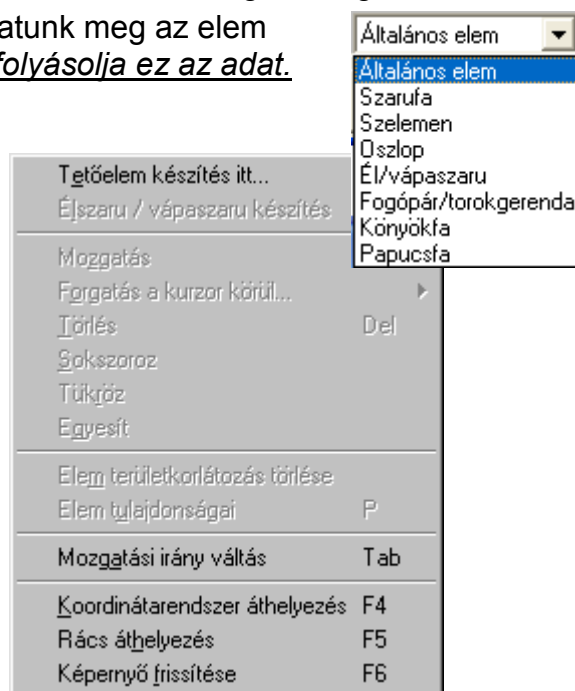 atunk meg az elem
folyásolja ez az adat.
Általános elem
Általános elem
Szarufa
Szelemen
Oszlop
Él/vápaszaru
Fogópár/torokgerenda
Könyökfa
Papucsfa
Tetőelem készítés itt...
Élszaru / vápaszaru készítés
Mozgatás
Forgatás a kurzor körül...
Törlés Del
Sokszoroz
Tükröz
Egyesít
Elem területkorlátozás törlése
Elem tulajdonságai P
Mozgatási irány váltás Tab
Koordinátarendszer áthelyezés F4
Rács áthelyezés F5
Képernyő frissítése F6